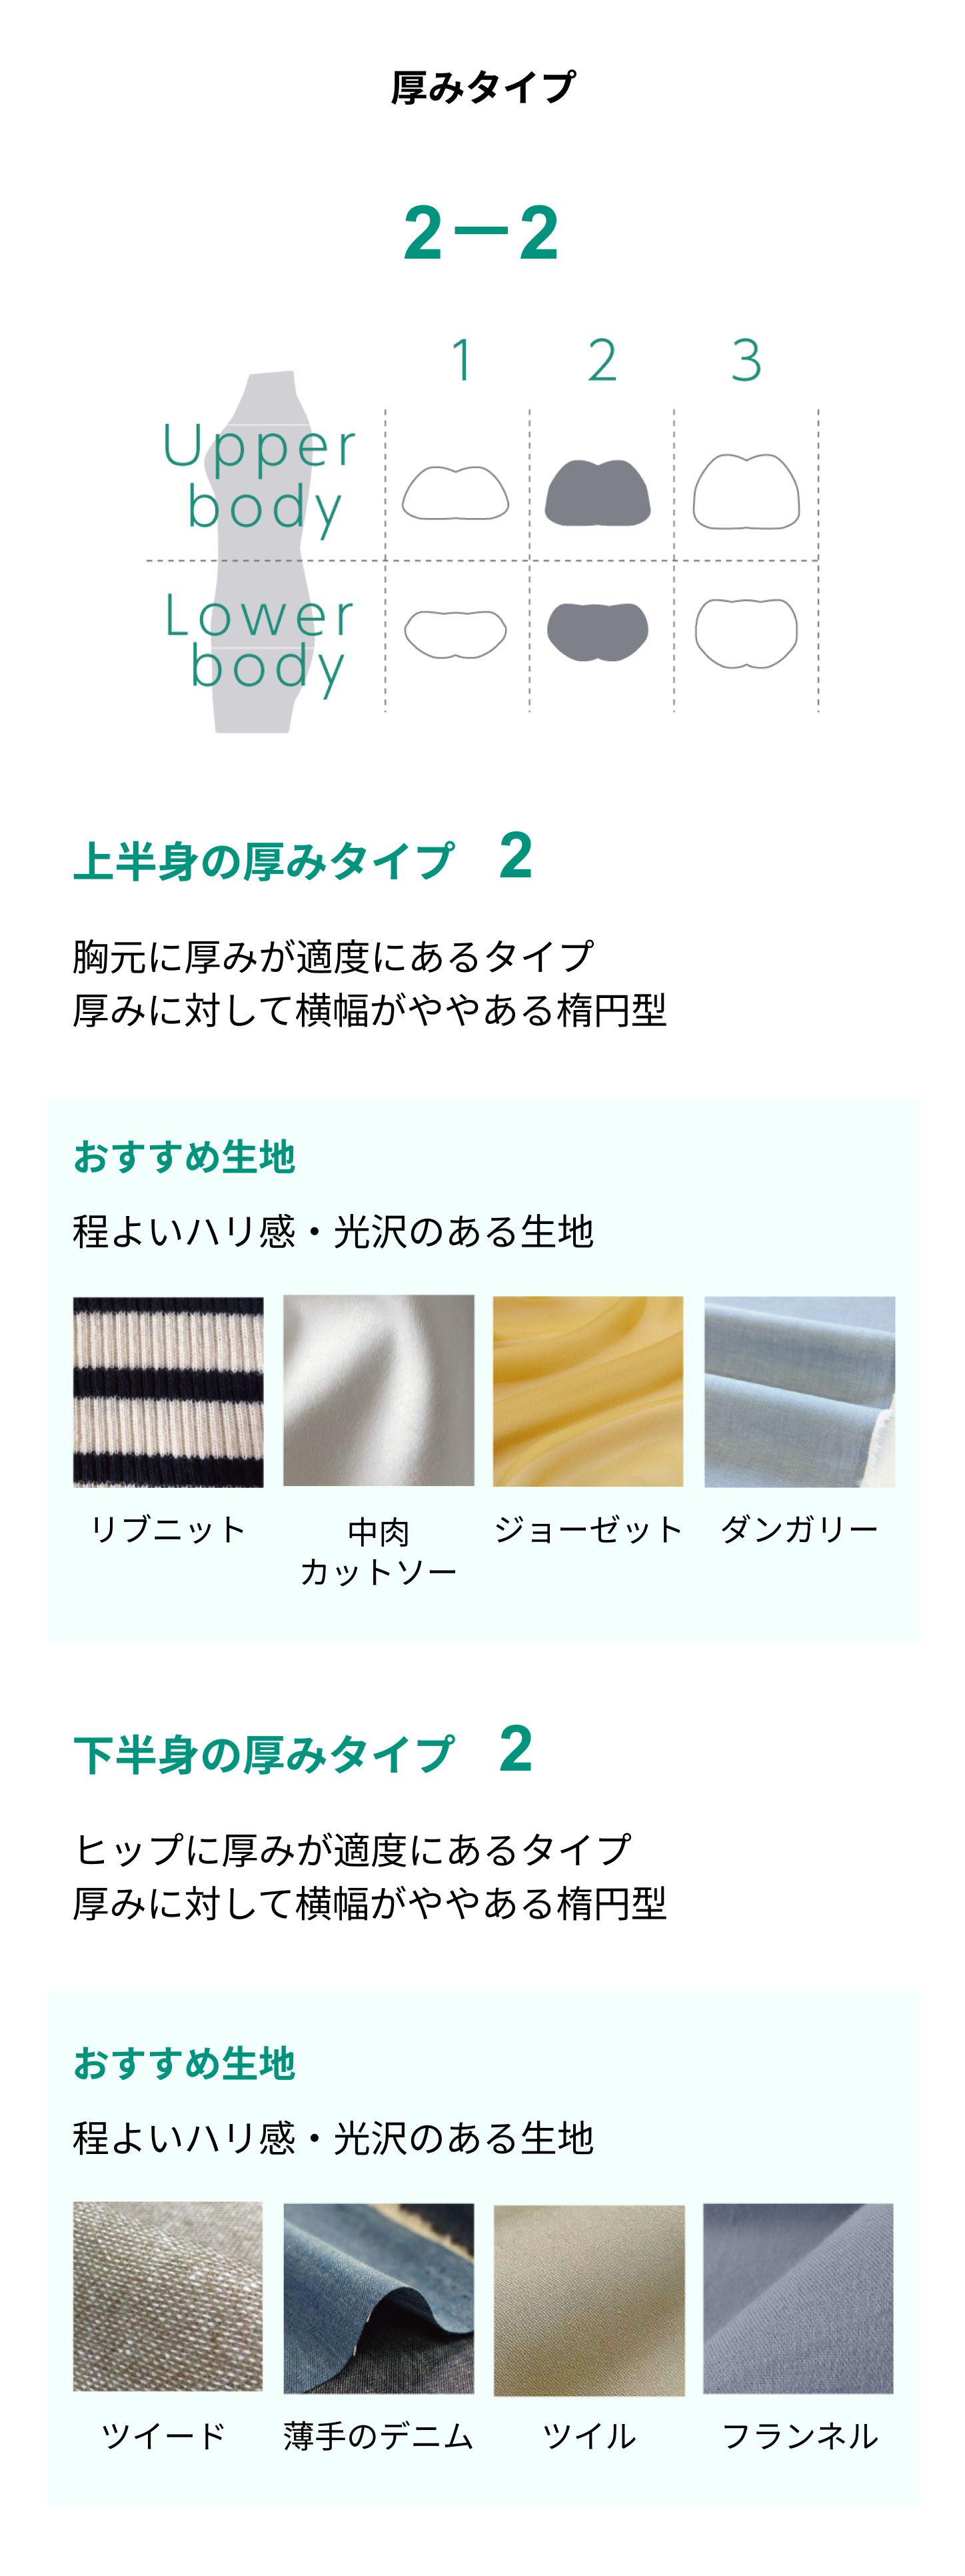 厚みタイプ
2ー2
1 2 3
Upper
body
Lower
body
上半身の厚みタイプ 2
胸元に厚みが適度にあるタイプ
厚みに対して横幅がややある楕円型
おすすめ生地
程よいハリ感・光沢のある生地
リブニット
中肉
カットソー
ジョーゼット
ダンガリー
下半身の厚みタイプ 2
ヒップに厚みが適度にあるタイプ
厚みに対して横幅がややある楕円型
おすすめ生地
程よいハリ感・光沢のある生地
ツイード
薄手のデニム
ツイル
フランネル